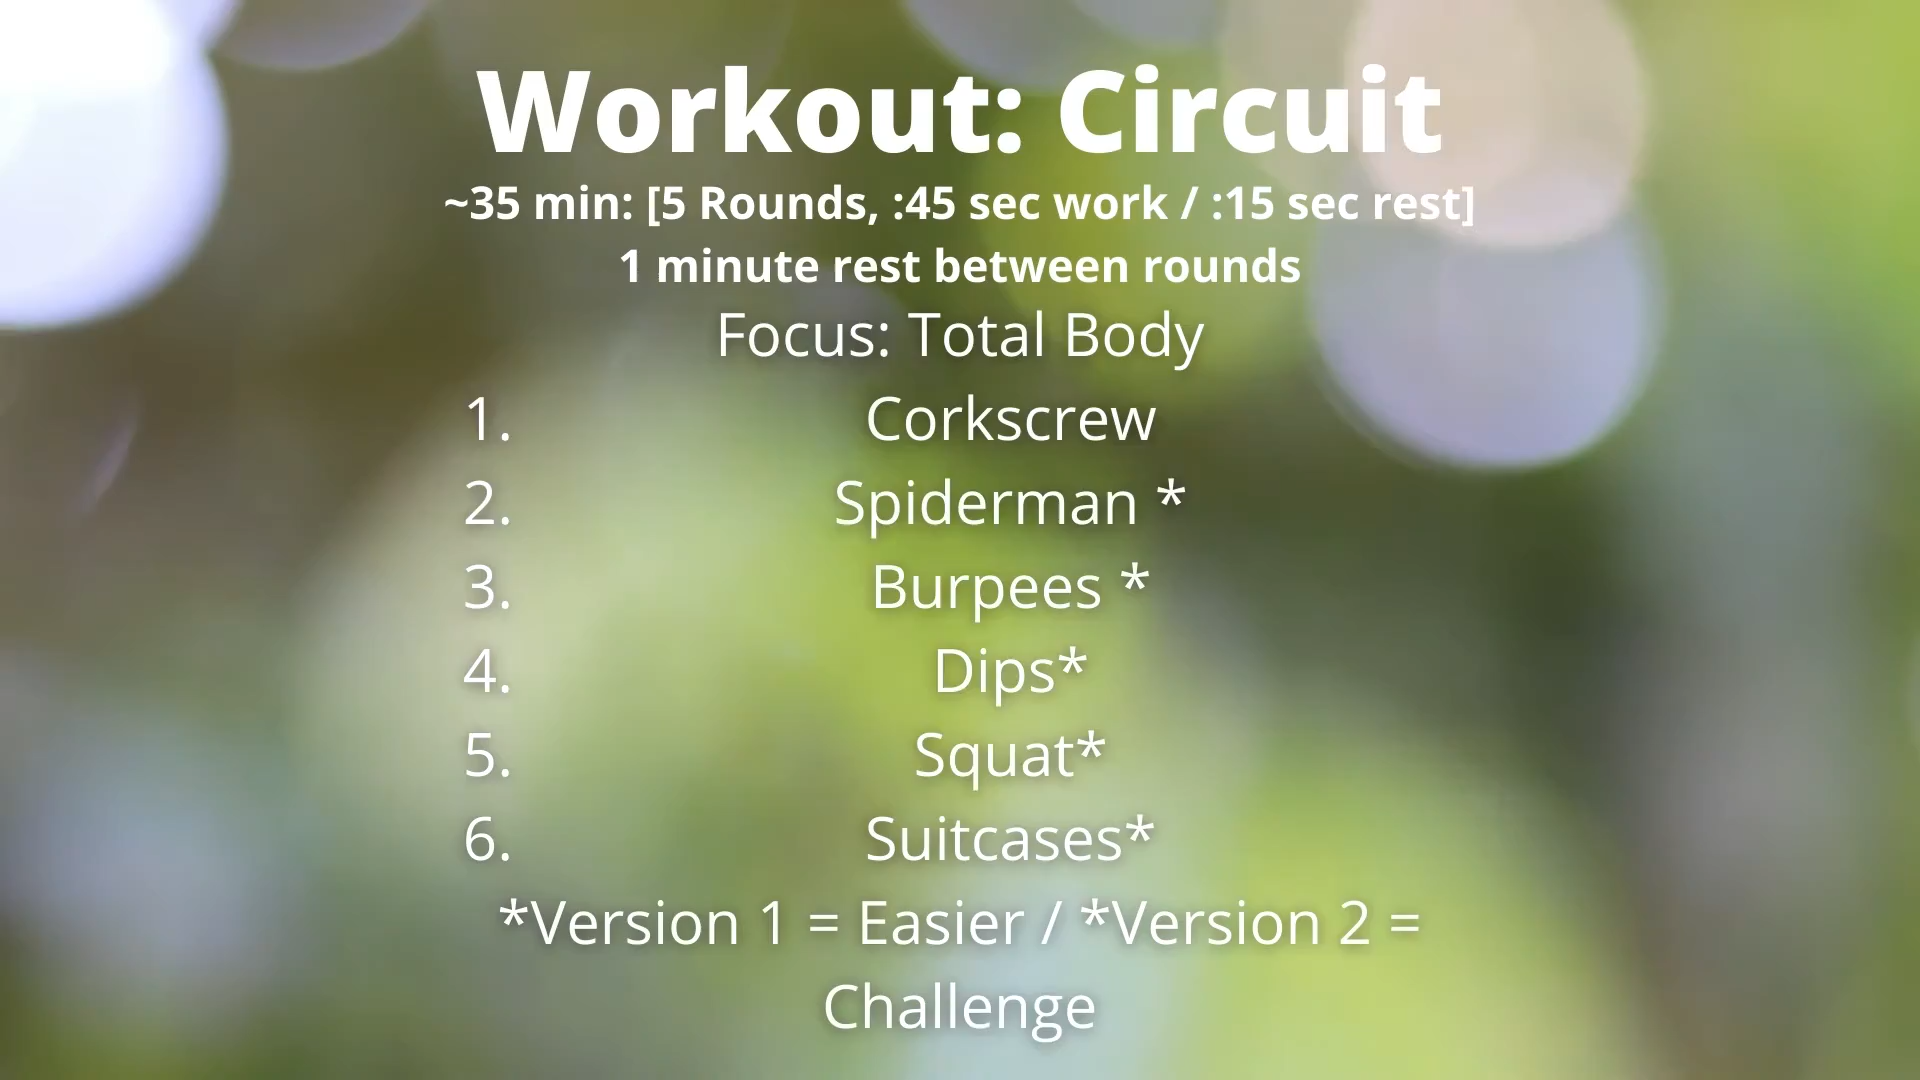 Workout: Circuit
~35 min: [5 Rounds, :45 sec work / :15 sec rest]
1 minute rest between rounds
Focus: Total Body
1. Corkscrew
2. Spiderman *
3. Burpees *
4. Dips*
5. Squat*
6. Suitcases*
*Version 1 = Easier / *Version 2 =
Challenge